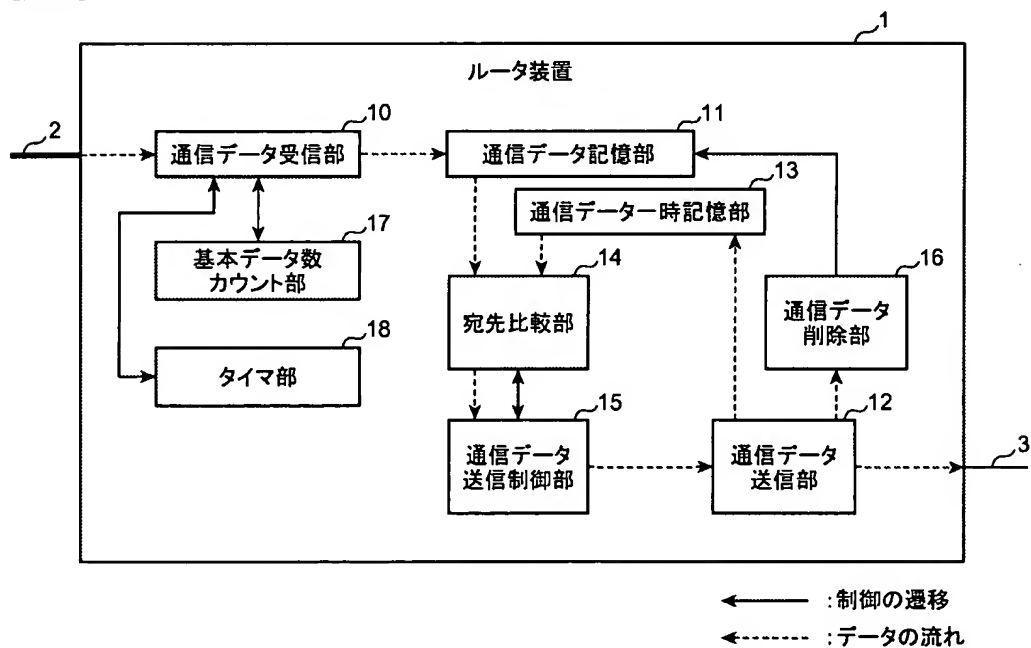 1
ルータ装置
2
10
通信データ受信部
11
通信データ記憶部
13
通信データ一時記憶部
17
基本データ数
カウント部
14
宛先比較部
16
通信データ
削除部
18
タイマ部
15
通信データ
送信制御部
12
通信データ
送信部
3
:制御の遷移
:データの流れ